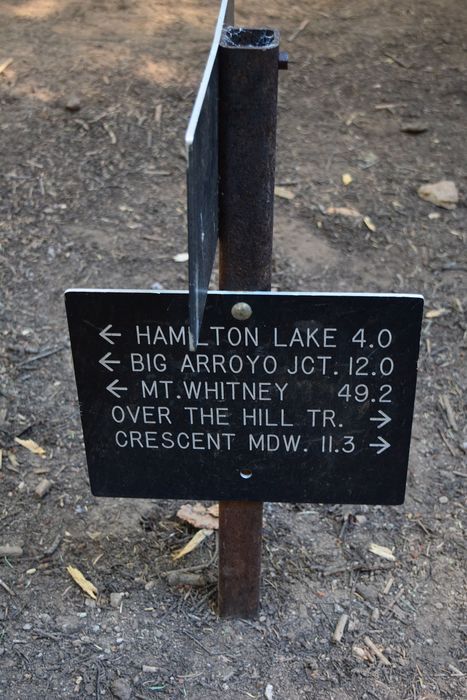 ← HAMILTON LAKE 4.0
← BIG ARROYO JCT. 12.0
← MT.WHITNEY 49.2
OVER THE HILL TR. →
CRESCENT MDW. 11.3 →